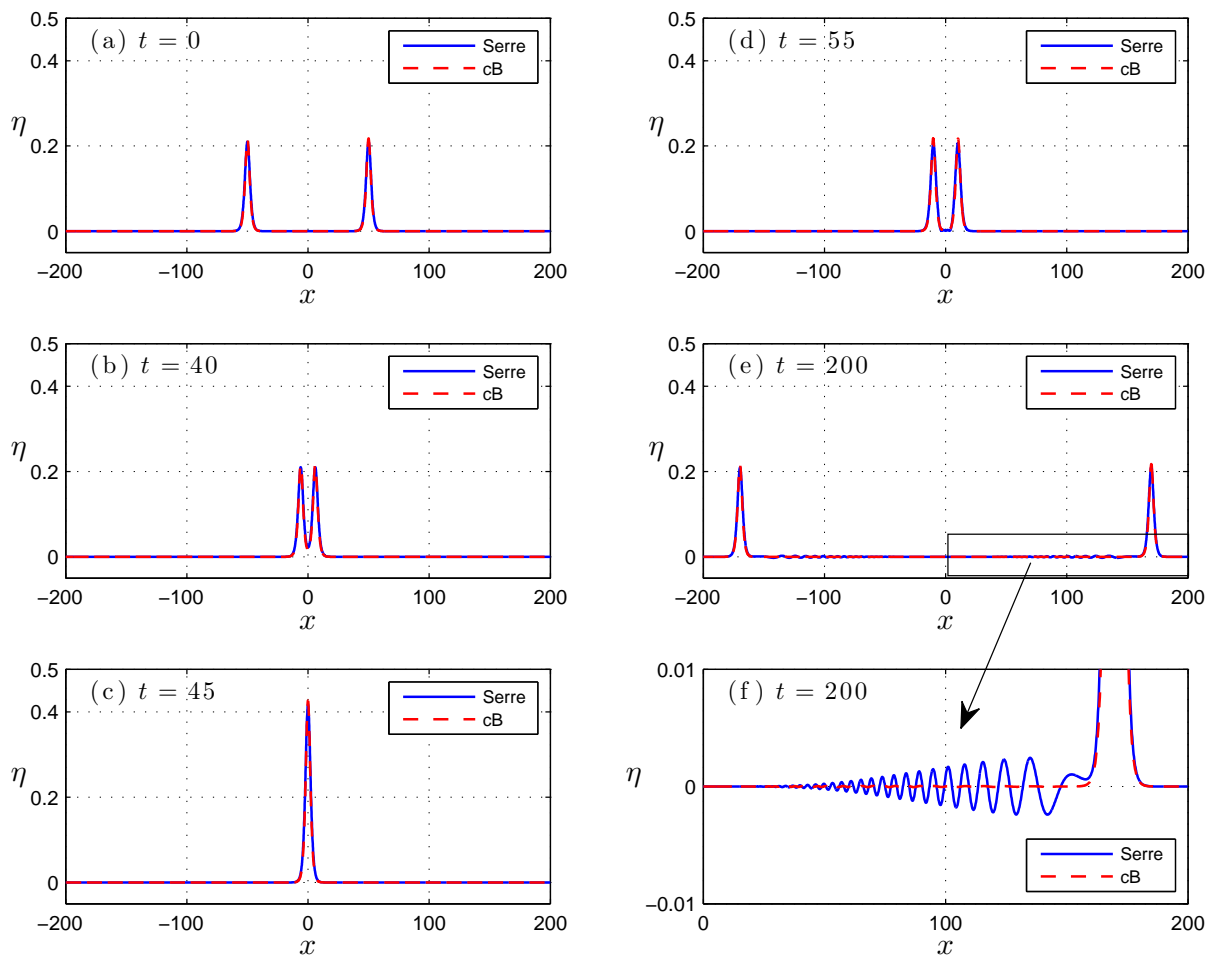 (a) t = 0
0.5
0.4
η
0.2
0
−200
−100
0
100
200
x
Serre
cB
(d) t = 55
0.5
0.4
η
0.2
0
−200
−100
0
100
200
x
Serre
cB
(b) t = 40
0.5
0.4
η
0.2
0
−200
−100
0
100
200
x
Serre
cB
(e) t = 200
0.5
0.4
η
0.2
0
−200
−100
0
100
200
x
Serre
cB
(c) t = 45
0.5
0.4
η
0.2
0
−200
−100
0
100
200
x
Serre
cB
(f) t = 200
0.01
η
0
−0.01
0
100
200
x
Serre
cB